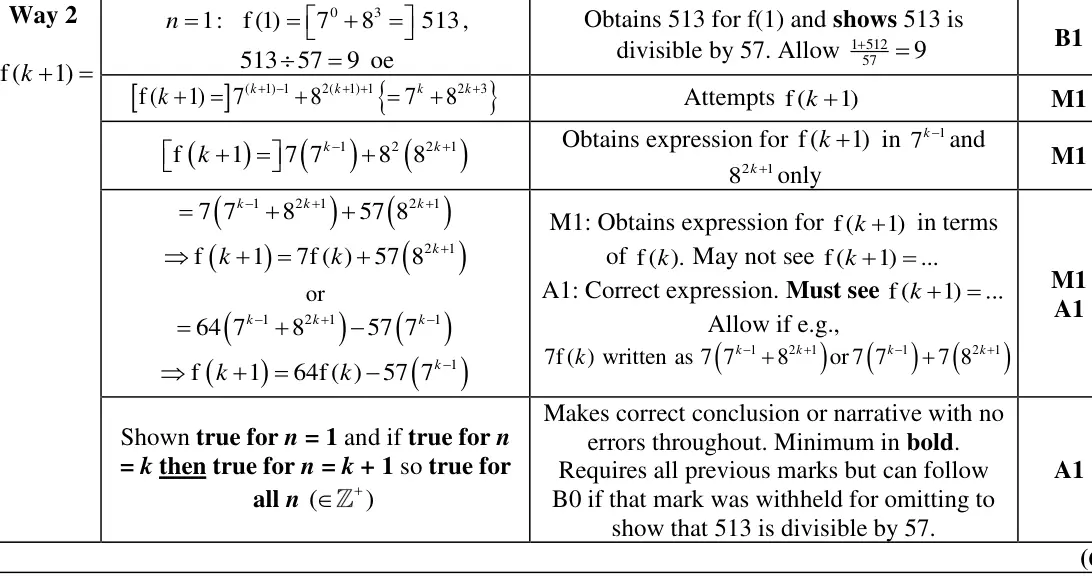 Way 2
f(k + 1) =
n = 1: f(1) = [7⁰ + 8³ =] 513,
513 ÷ 57 = 9 oe
Obtains 513 for f(1) and shows 513 is
divisible by 57. Allow (1+512)/57 = 9
B1
[f(k + 1) =] 7^((k+1)−1) + 8^(2(k+1)+1) {= 7^k + 8^(2k+3)}
Attempts f(k + 1)
M1
[f(k + 1) =] 7(7^(k−1)) + 8²(8^(2k+1))
Obtains expression for f(k + 1) in 7^(k−1) and
8^(2k+1) only
M1
= 7(7^(k−1) + 8^(2k+1)) + 57(8^(2k+1))
⇒ f(k + 1) = 7f(k) + 57(8^(2k+1))
or
= 64(7^(k−1) + 8^(2k+1)) − 57(7^(k−1))
⇒ f(k + 1) = 64f(k) − 57(7^(k−1))
M1: Obtains expression for f(k + 1) in terms
of f(k). May not see f(k + 1) = ...
A1: Correct expression. Must see f(k + 1) = ...
Allow if e.g.,
7f(k) written as 7(7^(k−1) + 8^(2k+1)) or 7(7^(k−1)) + 7(8^(2k+1))
M1
A1
Shown true for n = 1 and if true for n
= k then true for n = k + 1 so true for
all n (∈ ℤ⁺)
Makes correct conclusion or narrative with no
errors throughout. Minimum in bold.
Requires all previous marks but can follow
B0 if that mark was withheld for omitting to
show that 513 is divisible by 57.
A1